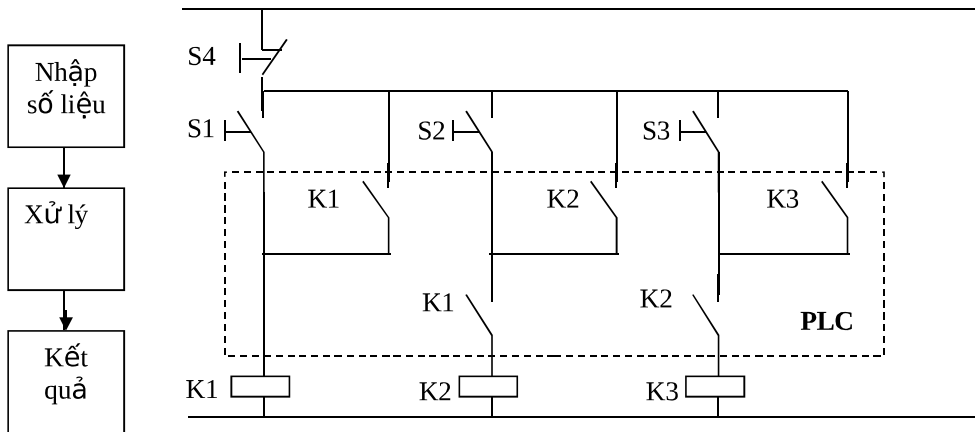 Nhập
số liệu
Xử lý
Kết
quả
S4
S1
S2
S3
K1
K2
K3
K1
K2
PLC
K1
K2
K3